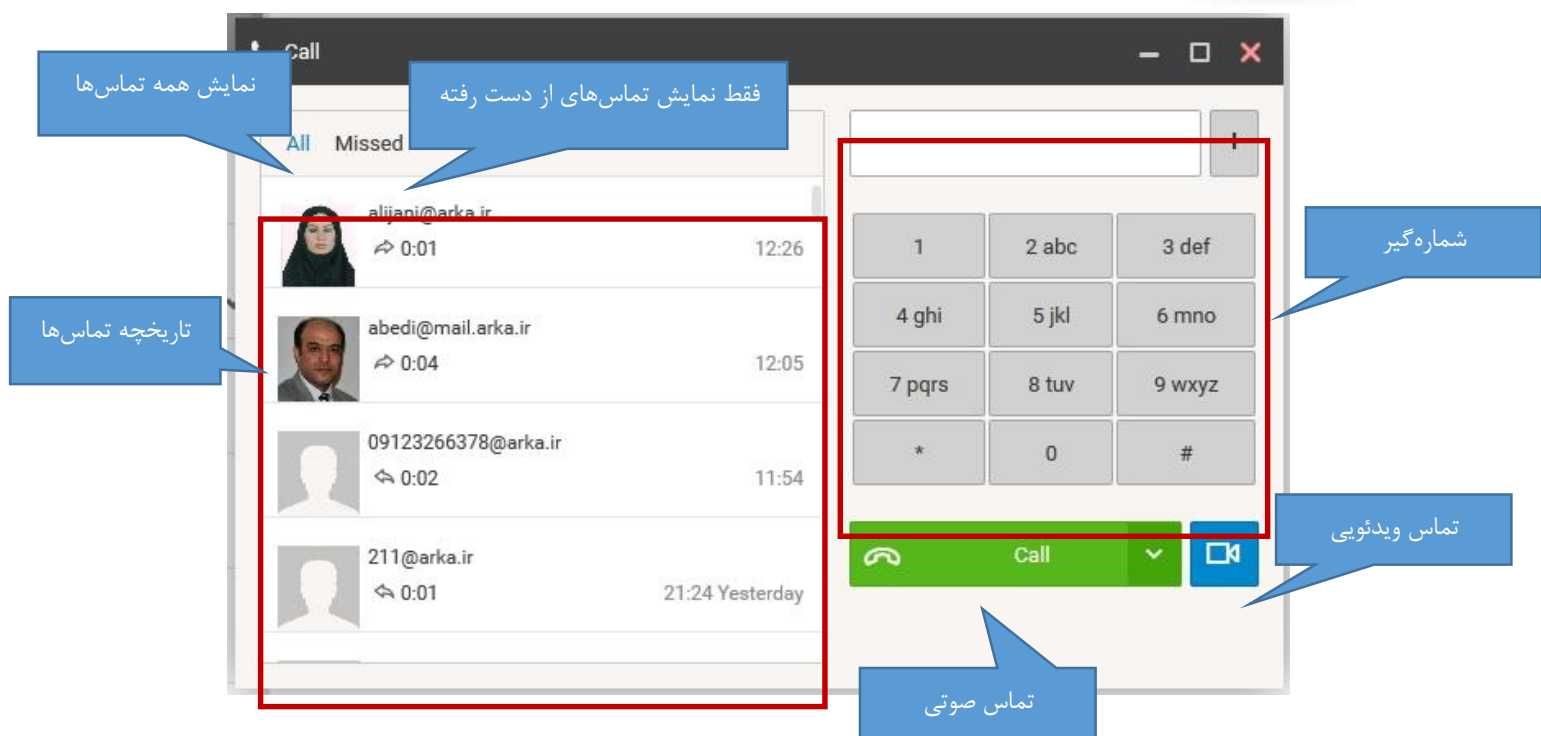 Call
نمایش همه تماس‌ها
فقط نمایش تماس‌های از دست رفته
All Missed
+
alijani@arka.ir
0:01 12:26
abedi@mail.arka.ir
0:04 12:05
09123266378@arka.ir
0:02 11:54
211@arka.ir
0:01 21:24 Yesterday
تاریخچه تماس‌ها
1 2 abc 3 def
4 ghi 5 jkl 6 mno
7 pqrs 8 tuv 9 wxyz
* 0 #
Call
شماره‌گیر
تماس ویدئویی
تماس صوتی